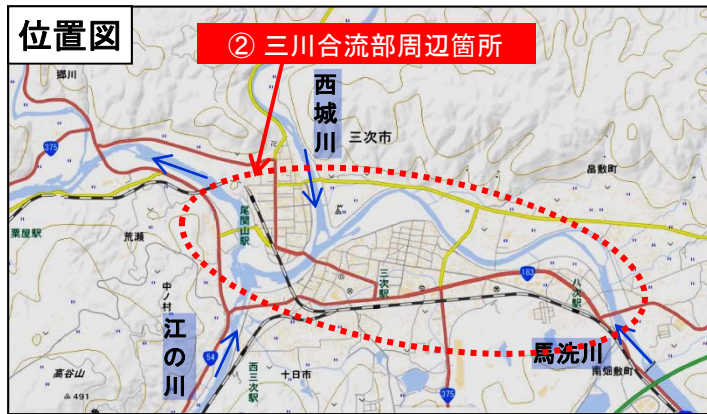 位置図
② 三川合流部周辺箇所
郷川
西城川
三次市
375
畠敷町
尾関山駅
粟屋駅
荒瀬
三次駅
183
八次駅
中ノ村
江の川
馬洗川
54
西三次駅
十日市
南畑敷町
高谷山
491
375